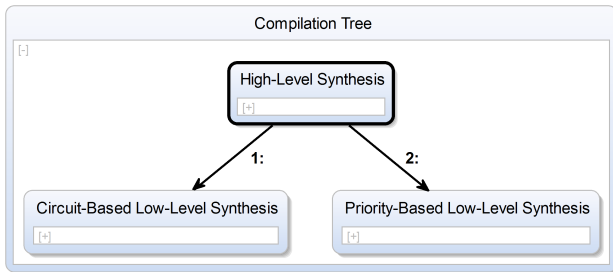 Compilation Tree
[-]
High-Level Synthesis
[+]
1:
2:
Circuit-Based Low-Level Synthesis
[+]
Priority-Based Low-Level Synthesis
[+]